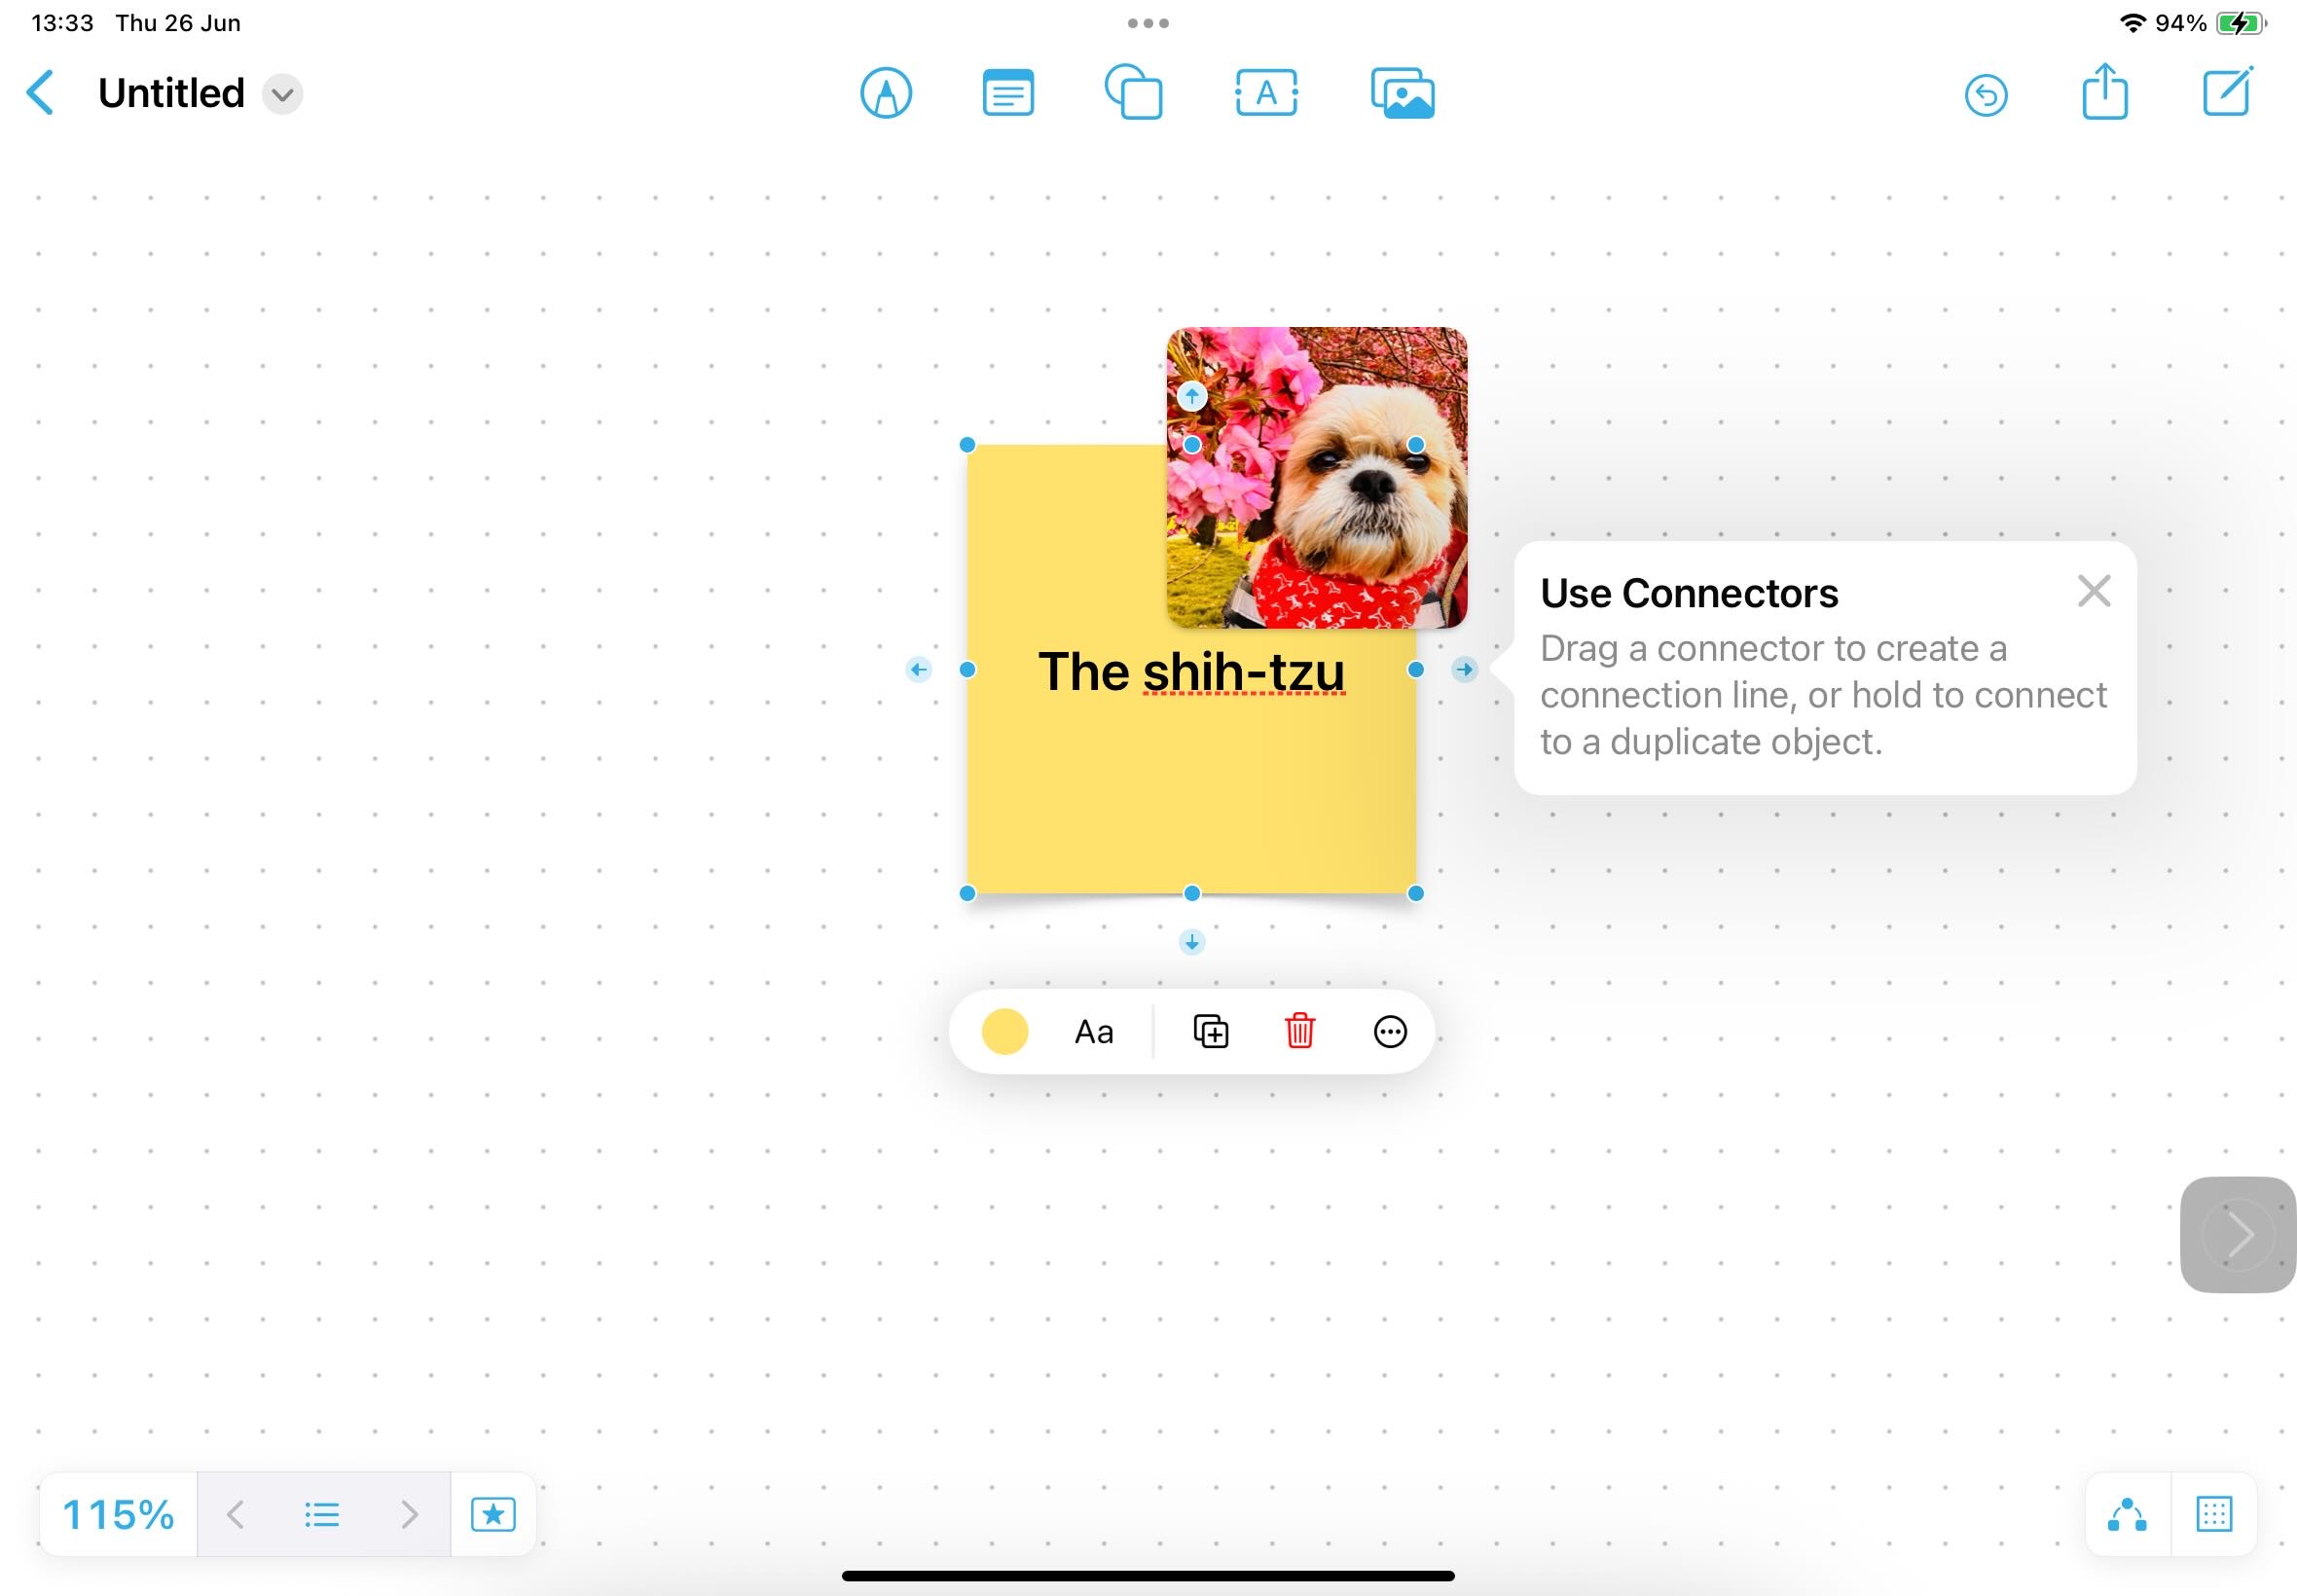 13:33 Thu 26 Jun
94%
Untitled
A
The shih-tzu
Use Connectors
Drag a connector to create a
connection line, or hold to connect
to a duplicate object.
Aa
115%